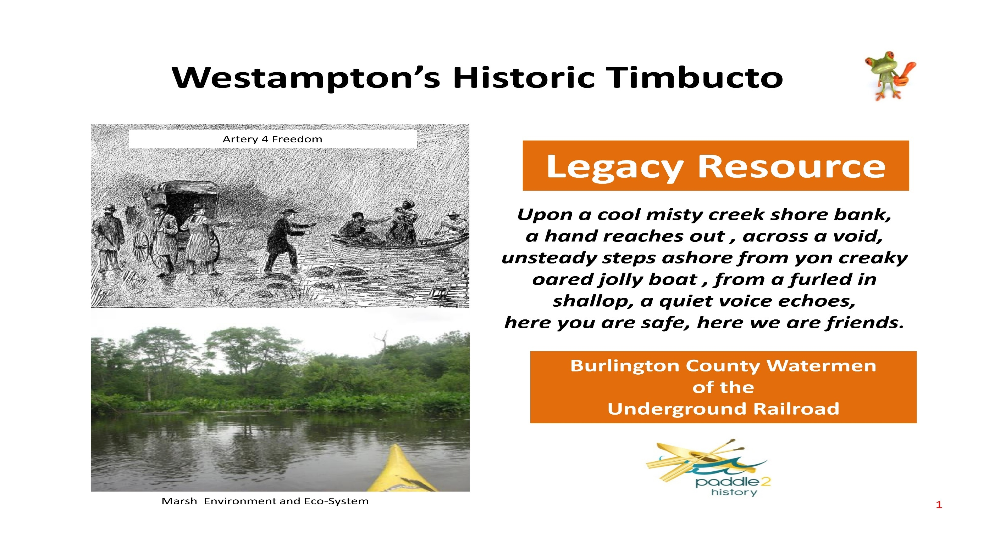 Westampton’s Historic Timbucto
Artery 4 Freedom
Legacy Resource
Upon a cool misty creek shore bank,
a hand reaches out , across a void,
unsteady steps ashore from yon creaky
oared jolly boat , from a furled in
shallop, a quiet voice echoes,
here you are safe, here we are friends.
Burlington County Watermen
of the
Underground Railroad
paddle2
history
Marsh  Environment and Eco-System
1